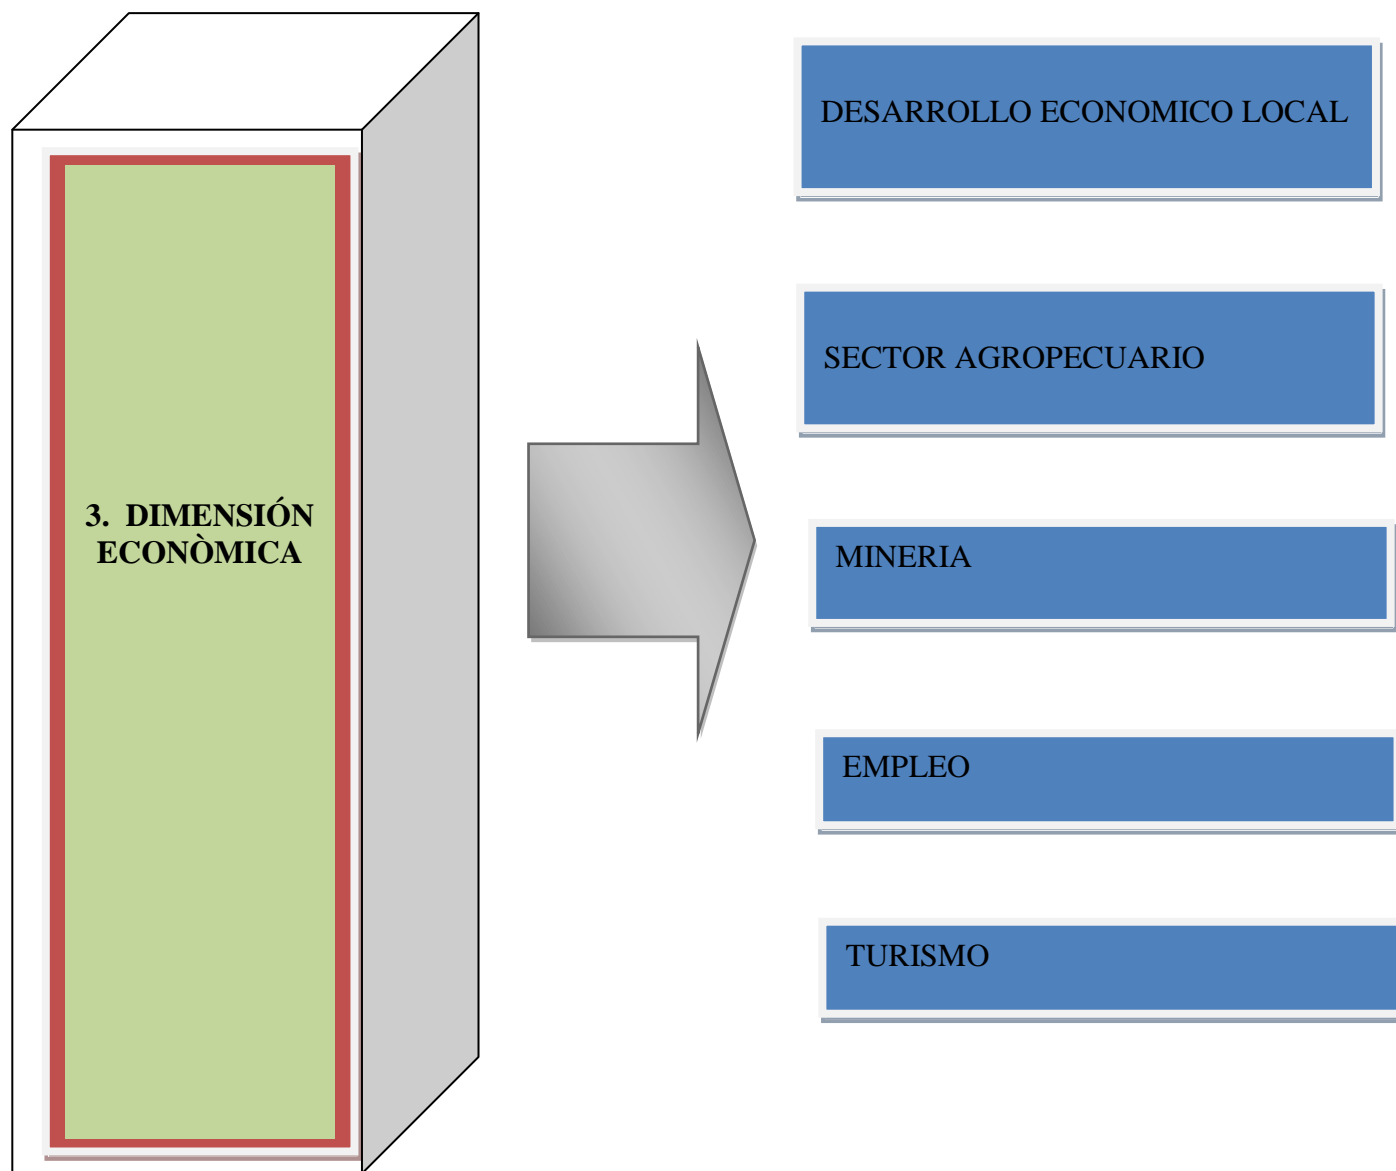 3. DIMENSIÓN
ECONÒMICA
DESARROLLO ECONOMICO LOCAL
SECTOR AGROPECUARIO
MINERIA
EMPLEO
TURISMO